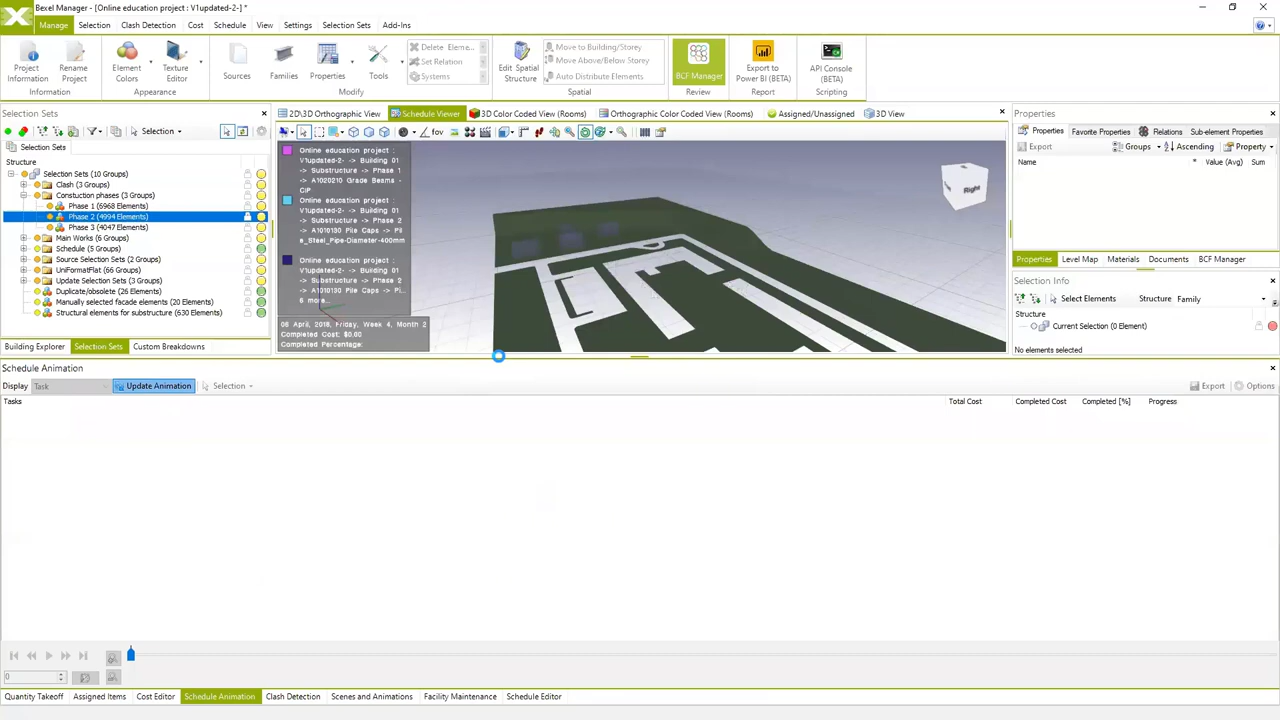 Bexel Manager - [Online education project : V1updated-2-] *
Manage Selection Clash Detection Cost Schedule View Settings Selection Sets Add-Ins
Project Information
Rename Project
Element Colors
Texture Editor
Sources
Families
Properties
Tools
Delete Eleme...
Set Relation
Systems
Edit Spatial Structure
Move to Building/Storey
Move Above/Below Storey
Auto Distribute Elements
BCF Manager
Export to Power BI (BETA)
API Console (BETA)
Information Appearance Modify Spatial Review Report Scripting
Selection Sets
Selection
Selection Sets
Structure
Selection Sets (10 Groups)
Clash (3 Groups)
Constuction phases (3 Groups)
Phase 1 (6968 Elements)
Phase 2 (4994 Elements)
Phase 3 (4047 Elements)
Main Works (6 Groups)
Schedule (5 Groups)
Source Selection Sets (2 Groups)
UniFormatFlat (66 Groups)
Update Selection Sets (2 Groups)
Duplicate/obsolete (26 Elements)
Manually selected facade elements (20 Elements)
Structural elements for substructure (630 Elements)
Building Explorer Selection Sets Custom Breakdowns
2D\3D Orthographic View Schedule Viewer 3D Color Coded View (Rooms) Orthographic Color Coded View (Rooms) Assigned/Unassigned 3D View
fov
Online education project :
V1updated-2- -> Building 01
-> Substructure -> Phase 1
-> A1020210 Grade Beams -
CIP
Online education project :
V1updated-2- -> Building 01
-> Substructure -> Phase 2
-> A1010130 Pile Caps -> Pil
e_Steel_Pipe-Diameter-400mm
Online education project :
V1updated-2- -> Building 01
-> Substructure -> Phase 2
-> A1010130 Pile Caps -> Pi...
6 more...
06 April, 2018, Friday, Week 4, Month 2
Completed Cost: $0.00
Completed Percentage:
Right
Properties
Properties Favorite Properties Relations Sub-element Properties
Export Groups Ascending Property
Name * Value (Avg) Sum
Properties Level Map Materials Documents BCF Manager
Selection Info
Select Elements Structure Family
Structure
Current Selection (0 Element)
No elements selected
Schedule Animation
Display Task Update Animation Selection Export Options
Tasks Total Cost Completed Cost Completed [%] Progress
0
Quantity Takeoff Assigned Items Cost Editor Schedule Animation Clash Detection Scenes and Animations Facility Maintenance Schedule Editor